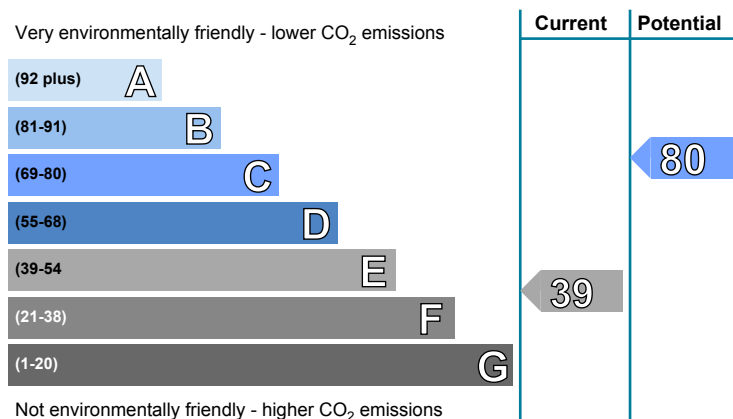 Very environmentally friendly - lower CO2 emissions
Current
Potential
(92 plus) A
(81-91) B
(69-80) C
(55-68) D
(39-54 E
(21-38) F
(1-20) G
80
39
Not environmentally friendly - higher CO2 emissions